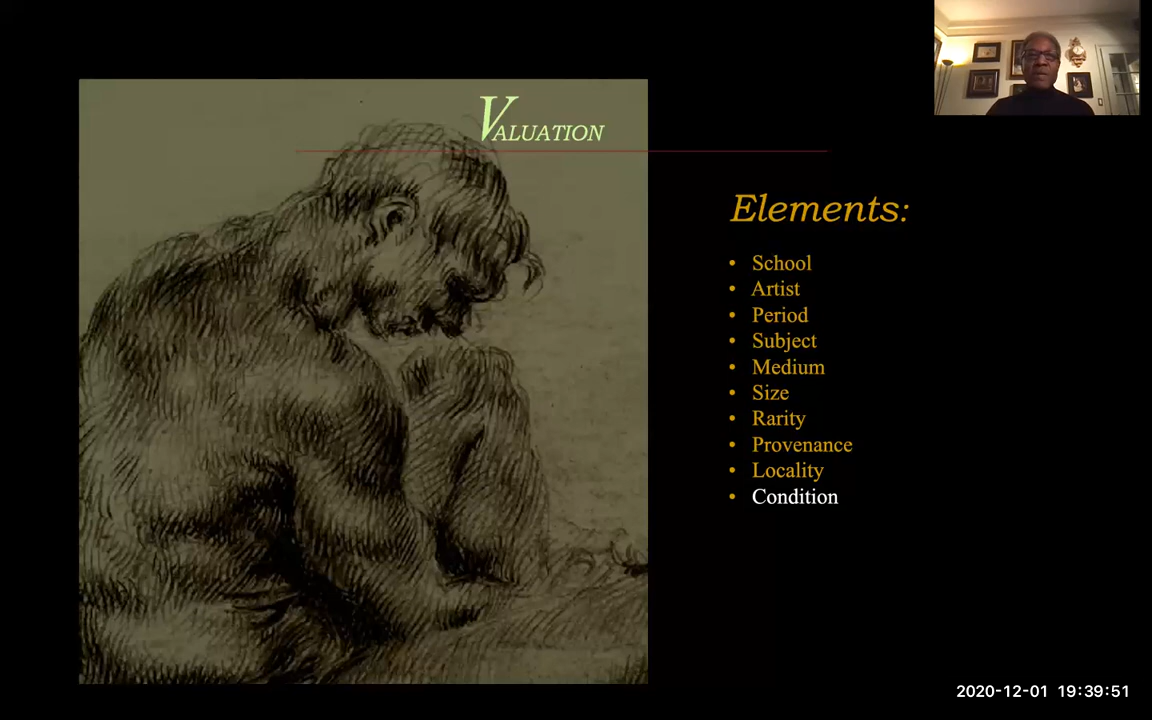 VALUATION
Elements:
• School
• Artist
• Period
• Subject
• Medium
• Size
• Rarity
• Provenance
• Locality
• Condition
2020-12-01 19:39:51